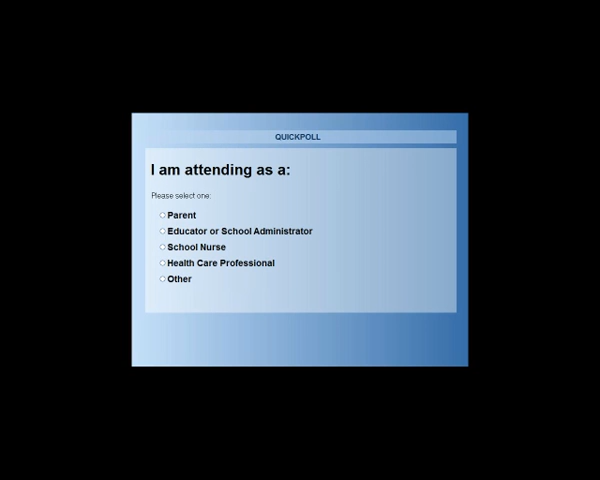 QUICKPOLL
I am attending as a:
Please select one:
Parent
Educator or School Administrator
School Nurse
Health Care Professional
Other